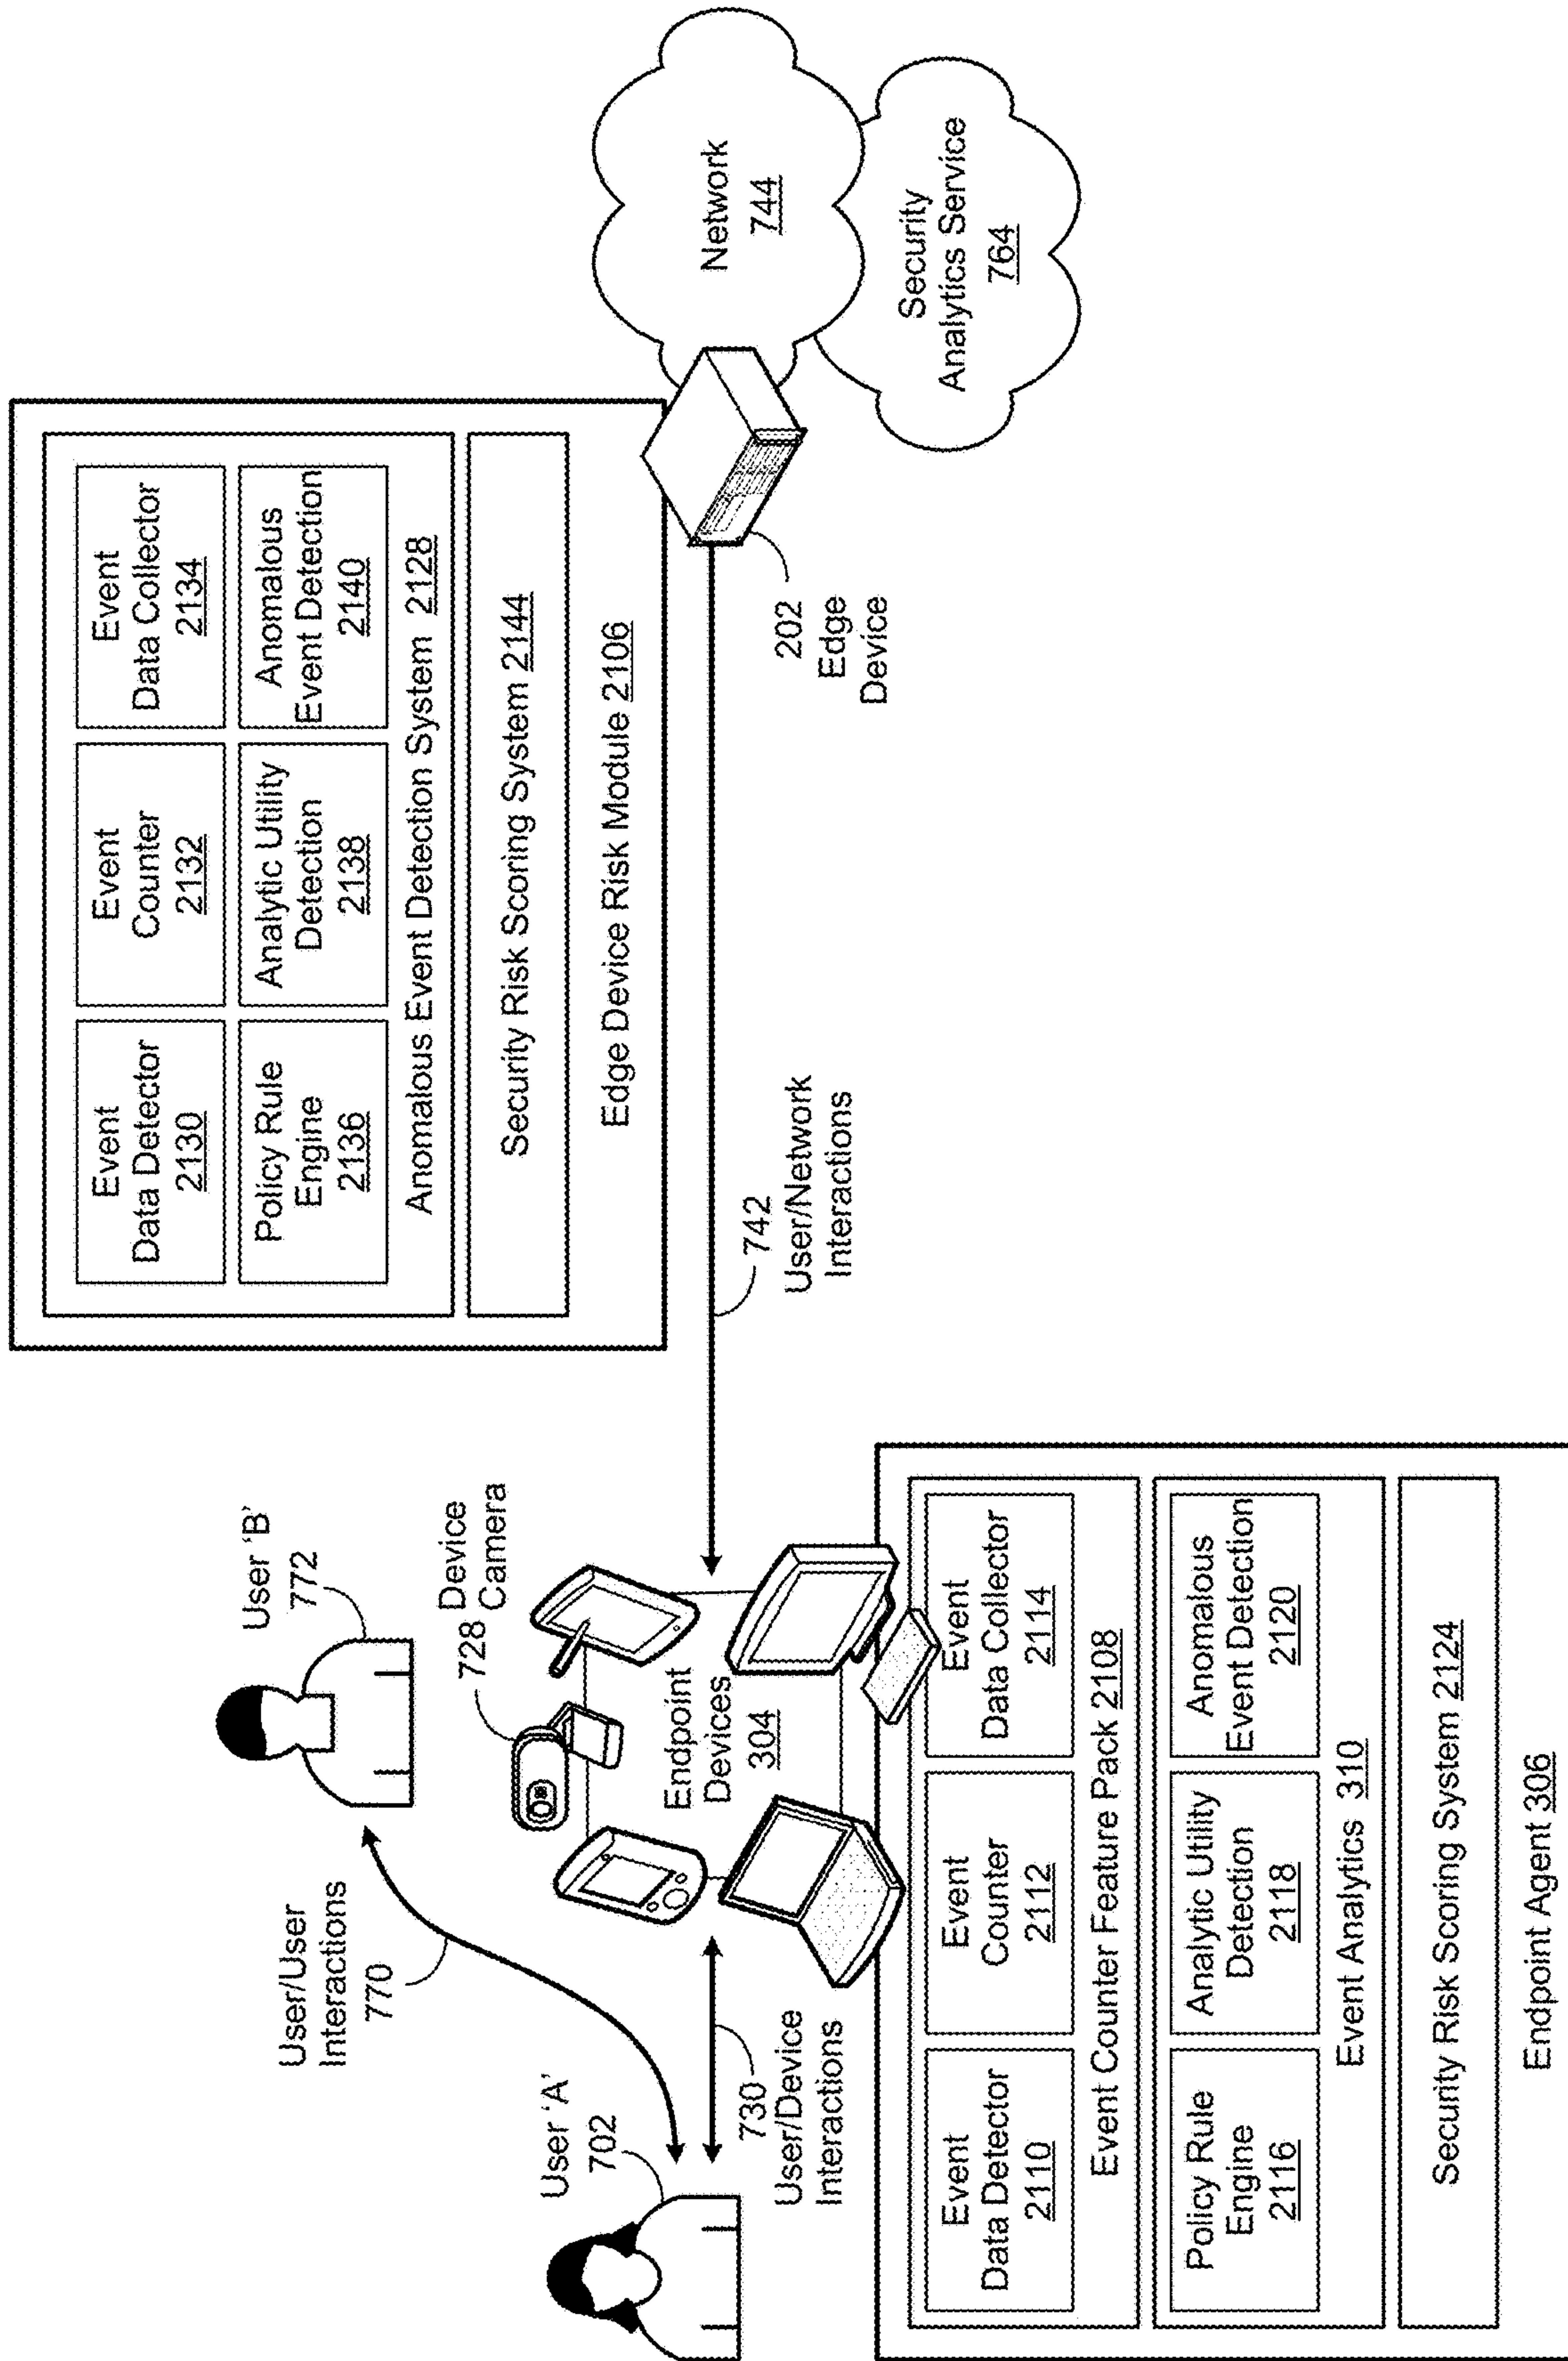 User 'A'
702
User/User
Interactions
770
User 'B'
772
730
User/Device
Interactions
728
Device
Camera
Endpoint
Devices
304
742
User/Network
Interactions
Event
Data Detector
2130
Event
Counter
2132
Event
Data Collector
2134
Policy Rule
Engine
2136
Analytic Utility
Detection
2138
Anomalous
Event Detection
2140
Anomalous Event Detection System 2128
Security Risk Scoring System 2144
Edge Device Risk Module 2106
202
Edge
Device
Network
744
Security
Analytics Service
764
Event
Data Detector
2110
Event
Counter
2112
Event
Data Collector
2114
Event Counter Feature Pack 2108
Policy Rule
Engine
2116
Analytic Utility
Detection
2118
Anomalous
Event Detection
2120
Event Analytics 310
Security Risk Scoring System 2124
Endpoint Agent 306